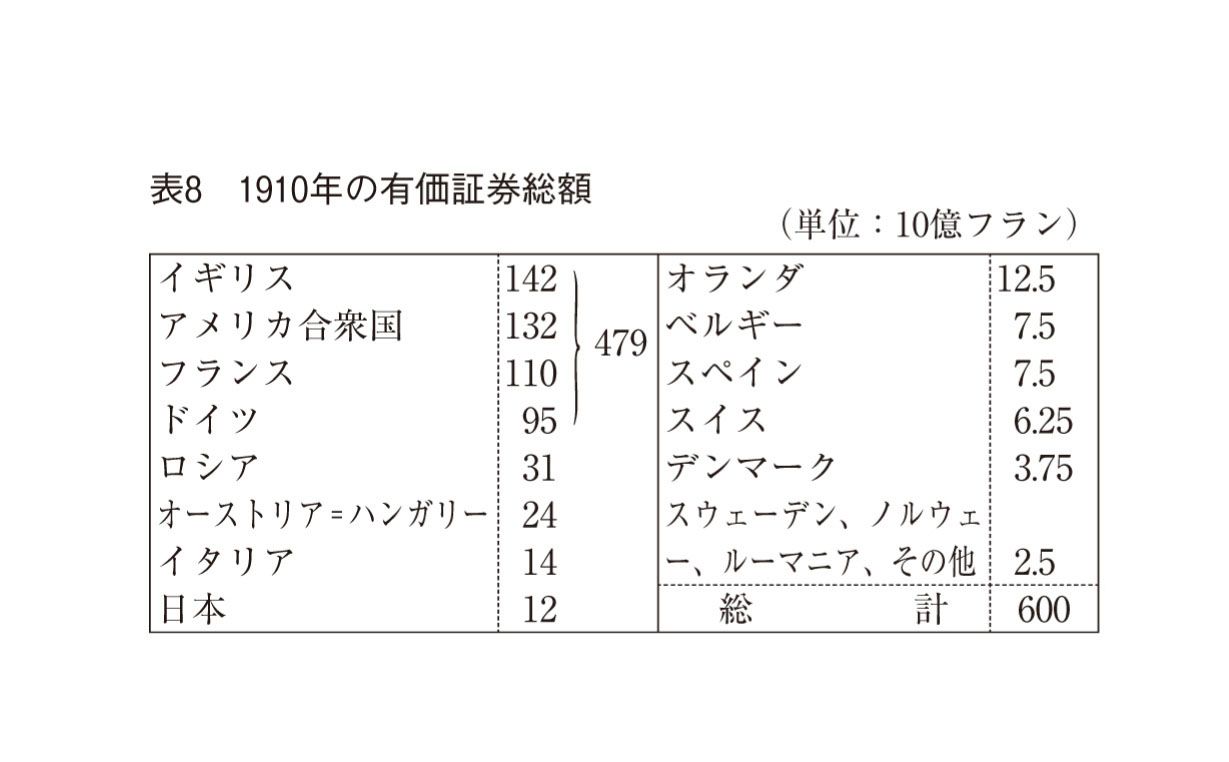 表8　1910年の有価証券総額
（単位：10億フラン）
イギリス 142
アメリカ合衆国 132
フランス 110
ドイツ 95
479
ロシア 31
オーストリア=ハンガリー 24
イタリア 14
日本 12
オランダ 12.5
ベルギー 7.5
スペイン 7.5
スイス 6.25
デンマーク 3.75
スウェーデン、ノルウェ
ー、ルーマニア、その他 2.5
総計 600